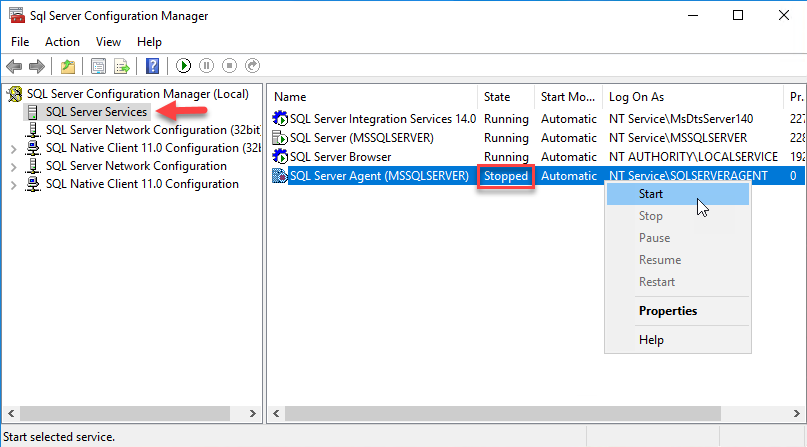 Sql Server Configuration Manager
File Action View Help
SQL Server Configuration Manager (Local)
SQL Server Services
SQL Server Network Configuration (32bit
SQL Native Client 11.0 Configuration (32b
SQL Server Network Configuration
SQL Native Client 11.0 Configuration
Name State Start Mo... Log On As Pr.
SQL Server Integration Services 14.0 Running Automatic NT Service\MsDtsServer140 227
SQL Server (MSSQLSERVER) Running Automatic NT Service\MSSQLSERVER 228
SQL Server Browser Running Automatic NT AUTHORITY\LOCALSERVICE 192
SQL Server Agent (MSSQLSERVER) Stopped Automatic NT Service\SQLSERVERAGENT 0
Start
Stop
Pause
Resume
Restart
Properties
Help
Start selected service.